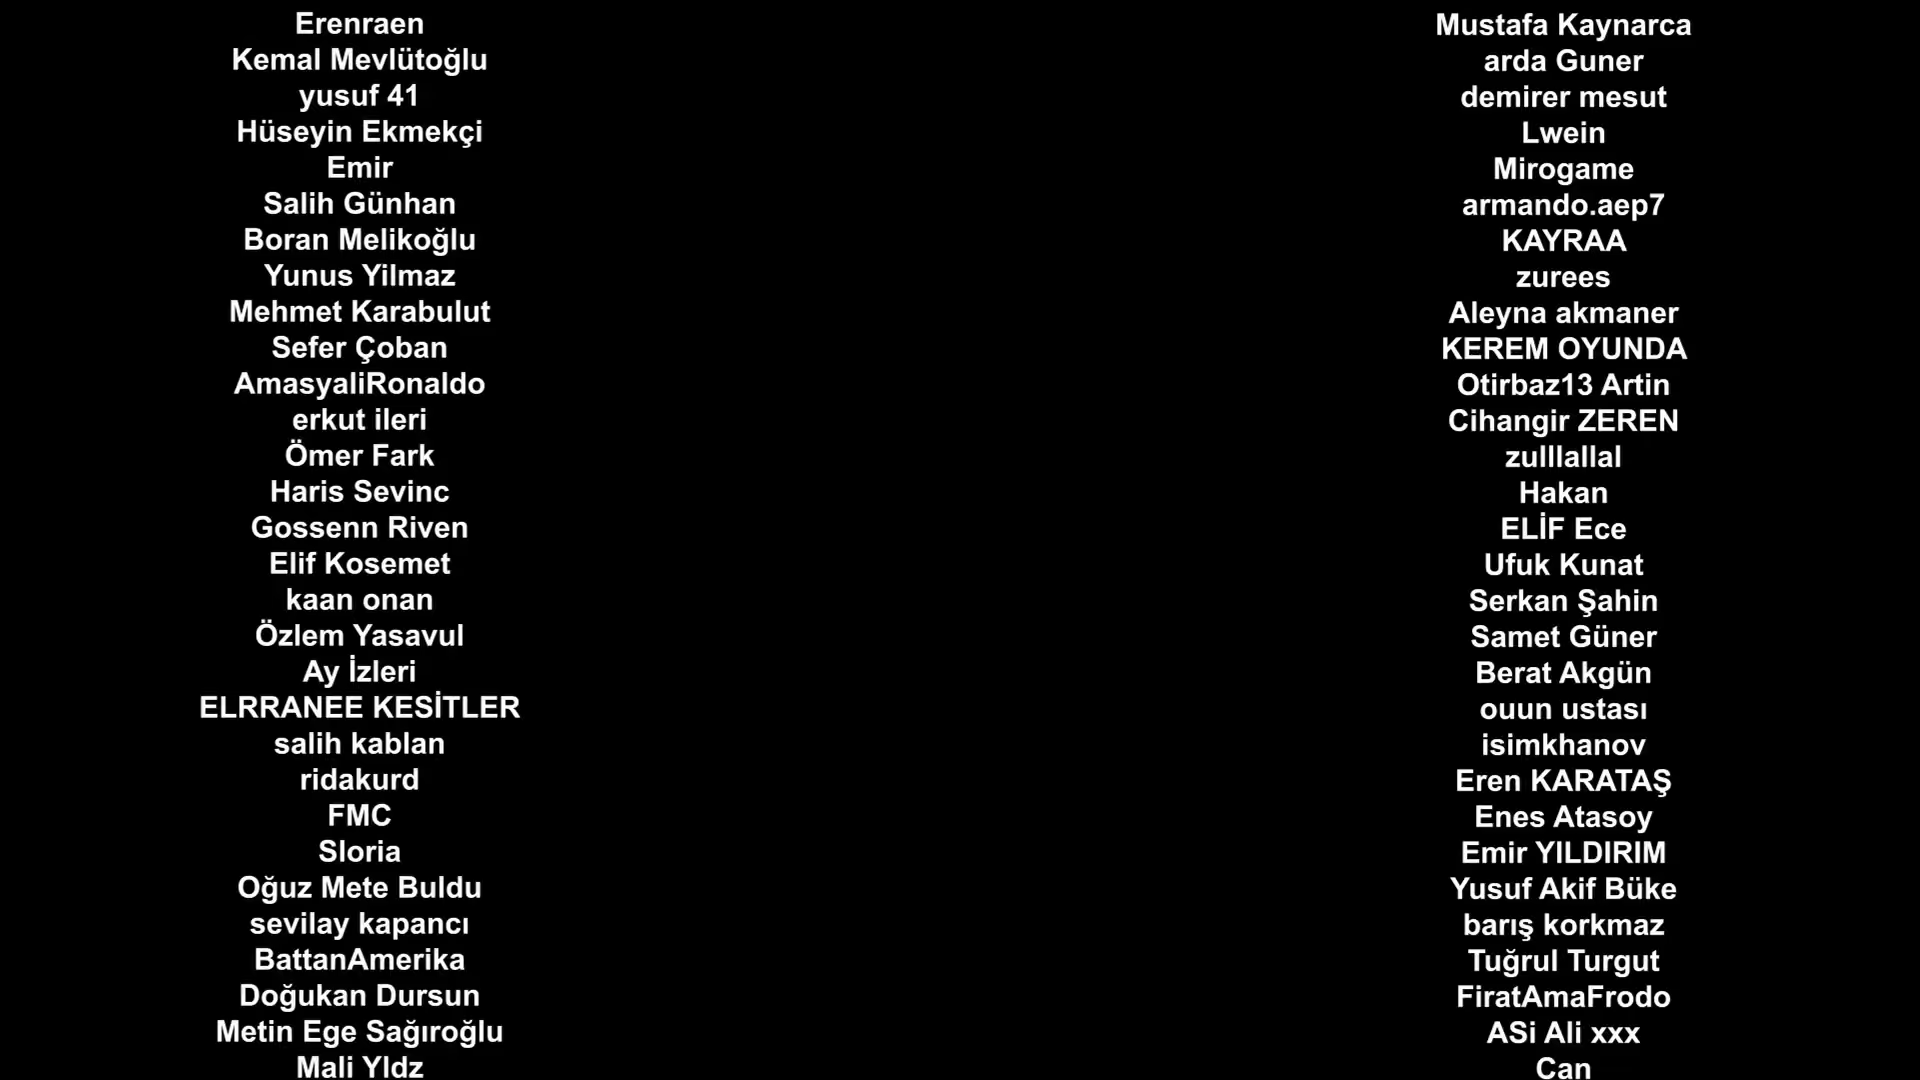 Erenraen
Kemal Mevlütoğlu
yusuf 41
Hüseyin Ekmekçi
Emir
Salih Günhan
Boran Melikoğlu
Yunus Yilmaz
Mehmet Karabulut
Sefer Çoban
AmasyaliRonaldo
erkut ileri
Ömer Fark
Haris Sevinc
Gossenn Riven
Elif Kosemet
kaan onan
Özlem Yasavul
Ay İzleri
ELRRANEE KESİTLER
salih kablan
ridakurd
FMC
Sloria
Oğuz Mete Buldu
sevilay kapancı
BattanAmerika
Doğukan Dursun
Metin Ege Sağıroğlu
Mali Yldz
Mustafa Kaynarca
arda Guner
demirer mesut
Lwein
Mirogame
armando.aep7
KAYRAA
zurees
Aleyna akmaner
KEREM OYUNDA
Otirbaz13 Artin
Cihangir ZEREN
zulllallal
Hakan
ELİF Ece
Ufuk Kunat
Serkan Şahin
Samet Güner
Berat Akgün
ouun ustası
isimkhanov
Eren KARATAŞ
Enes Atasoy
Emir YILDIRIM
Yusuf Akif Büke
barış korkmaz
Tuğrul Turgut
FiratAmaFrodo
ASi Ali xxx
Can